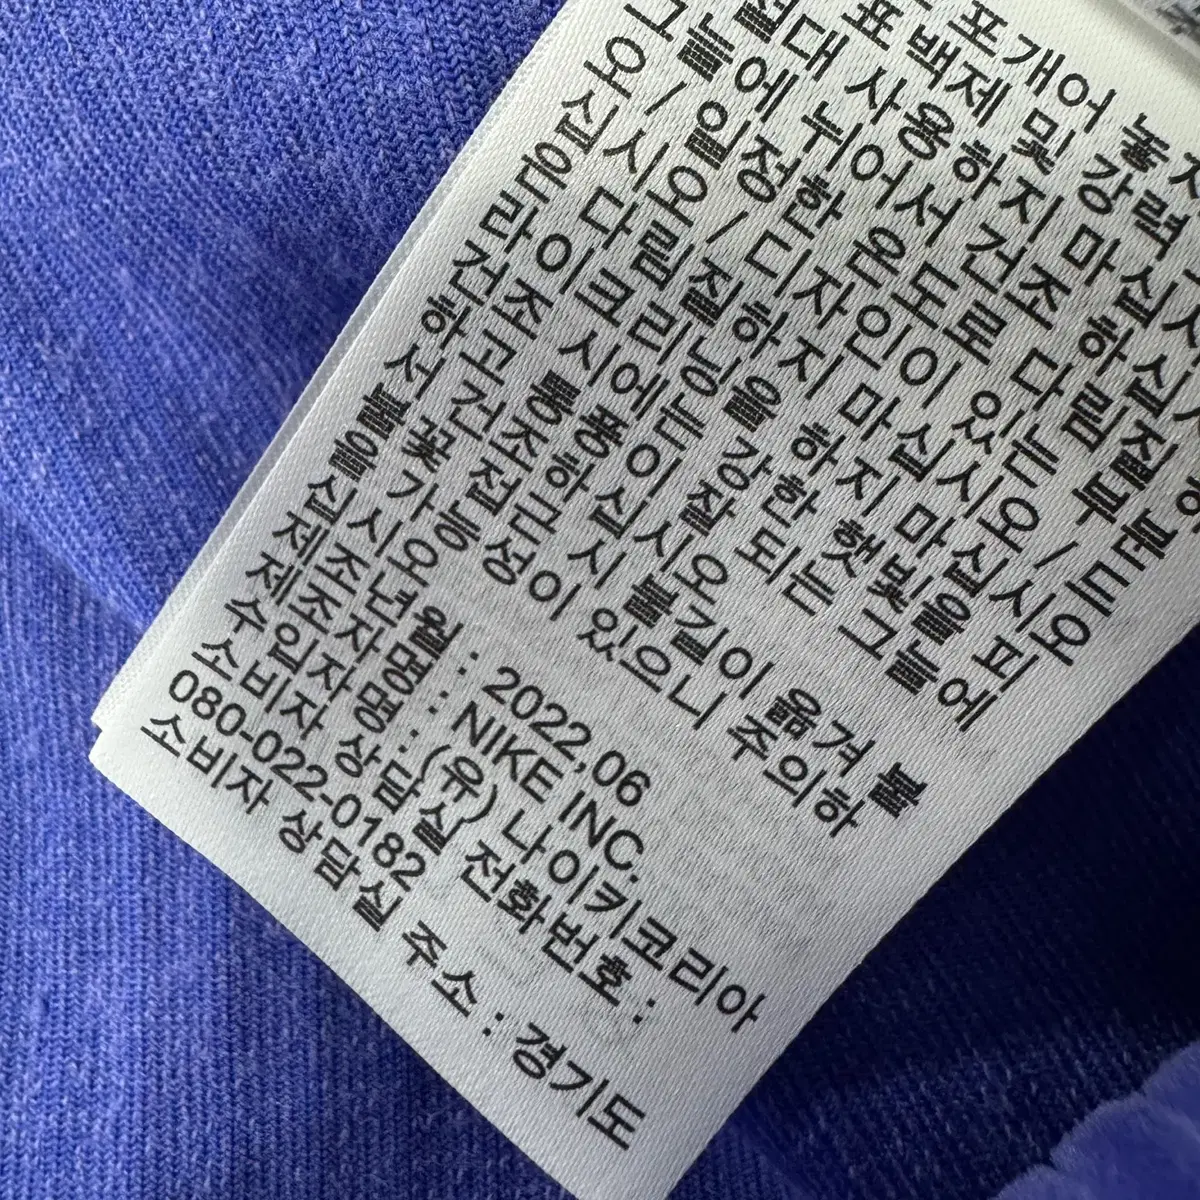 포개어
표백제 및 강력
절대 사용하지 마십시
그늘에 뉘어서 건조 하십시
오 / 일정한 온도로 다림질
십시오 / 디자인이 있는 부분
은 다림질하지 마십시오 / 드
라이크리닝을 하지 마십시오
건조 시에는 강한 햇빛을 피
하고 통풍이 잘 되는 그늘에
서 건조하십시오
불꽃 접근 시 불길이 옮겨 붙
을 가능성이 있으니 주의하
십시오
제조년월 : 2022,06
제조자명 : NIKE INC.
수입자명 : (유) 나이키코리아
소비자 상담실 전화번호 :
080-022-0182
소비자 상담실 주소 : 경기도